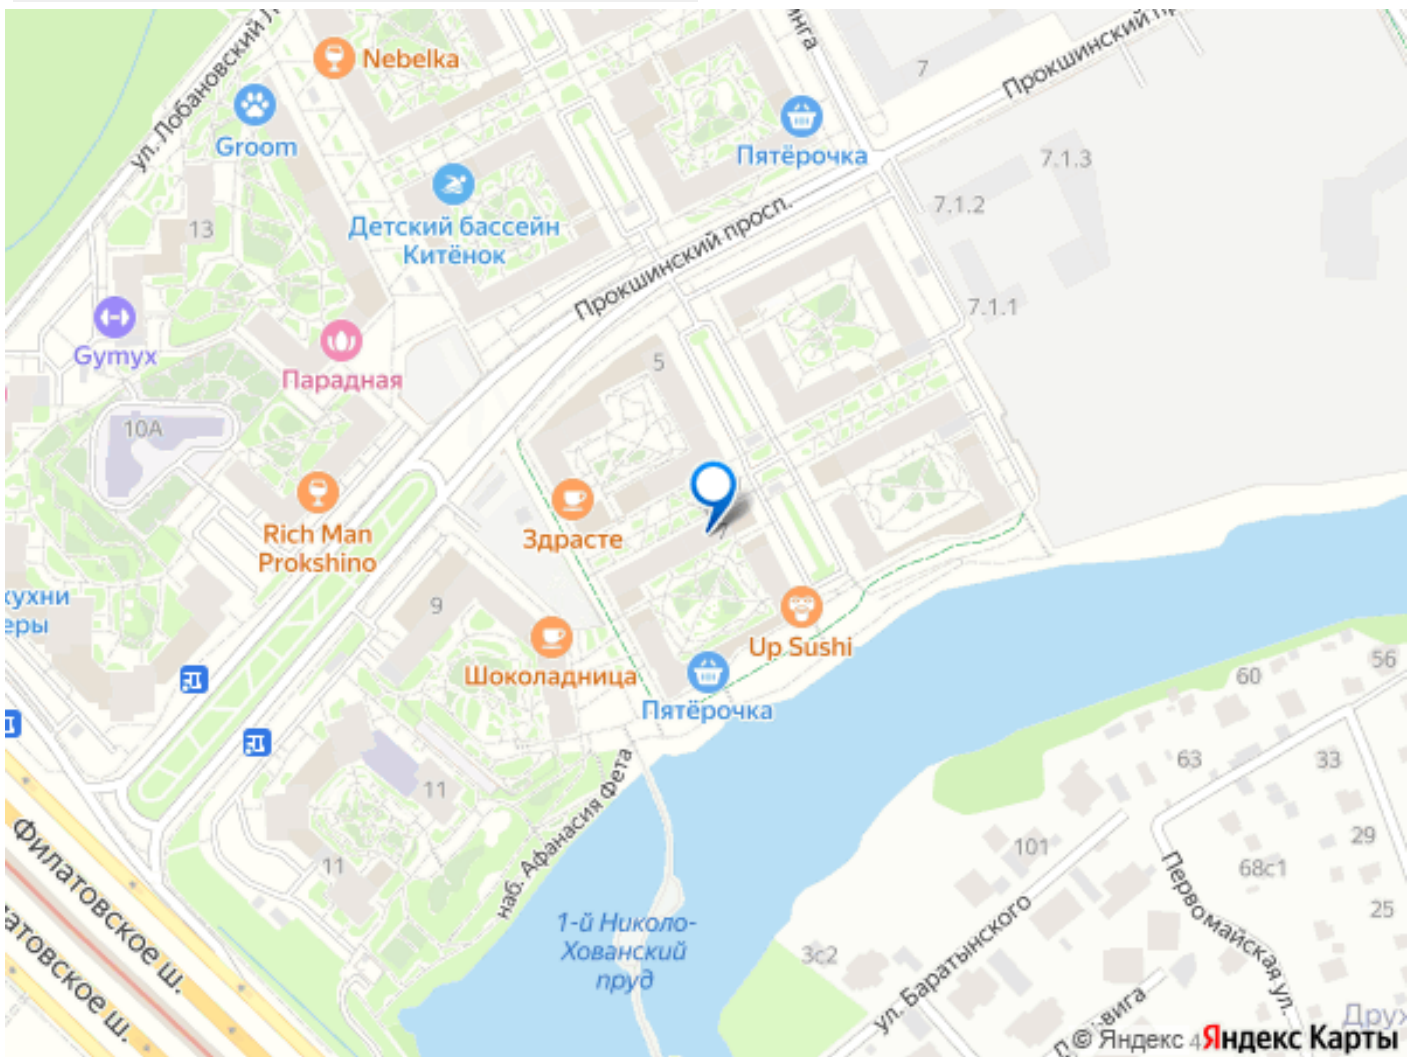 Nebelka
ул. Лобановский
Прокшинский
7
Groom
Пятёрочка
7.1.3
7.1.2
Прокшинский просп.
Детский бассейн
Китёнок
13
7.1.1
Gymyx
Парадная
5
10А
Rich Man
Prokshino
Здрасте
7
9
Up Sushi
Шоколадница
Пятёрочка
56
60
63
33
11
наб. Афанасия Фета
Филатовское ш.
11
101
29
68с1
25
1-й Николо-
Хованский
пруд
3с2
ул. Баратынского
Первомайская ул.
© Яндекс
Яндекс Карты